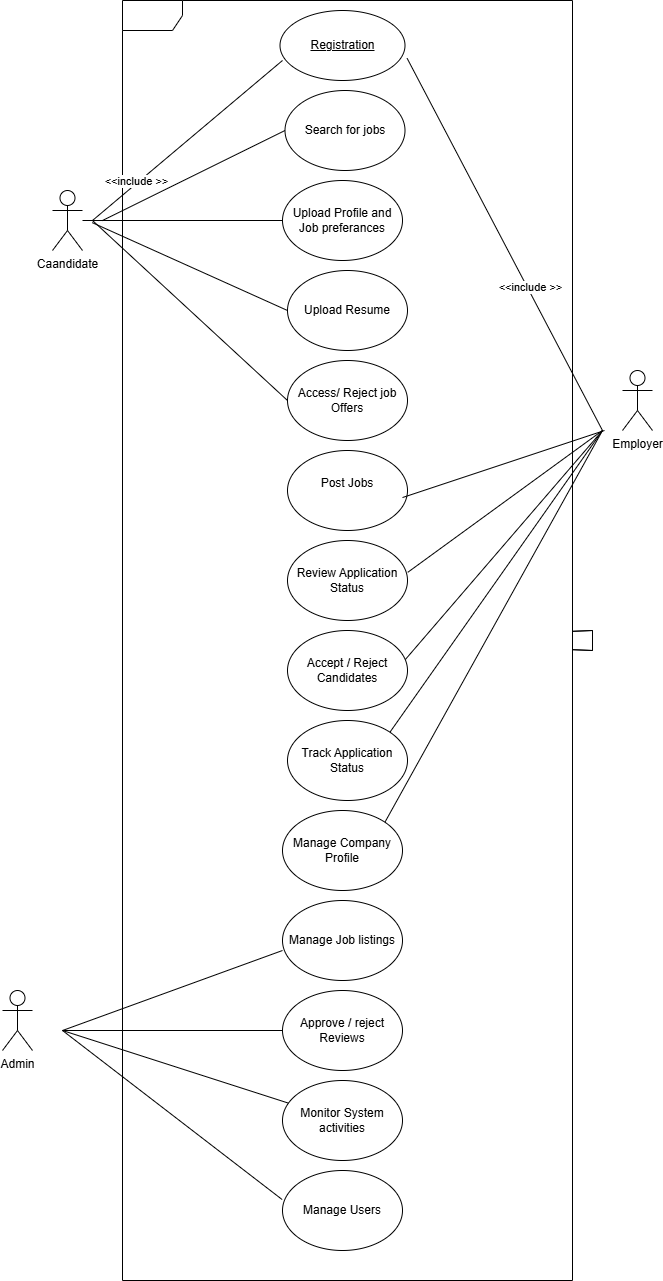 Registration
Search for jobs
<<include >>
Upload Profile and
Job preferances
Caandidate
<<include >>
Upload Resume
Access/ Reject job
Offers
Employer
Post Jobs
Review Application
Status
Accept / Reject
Candidates
Track Application
Status
Manage Company
Profile
Manage Job listings
Approve / reject
Reviews
Admin
Monitor System
activities
Manage Users